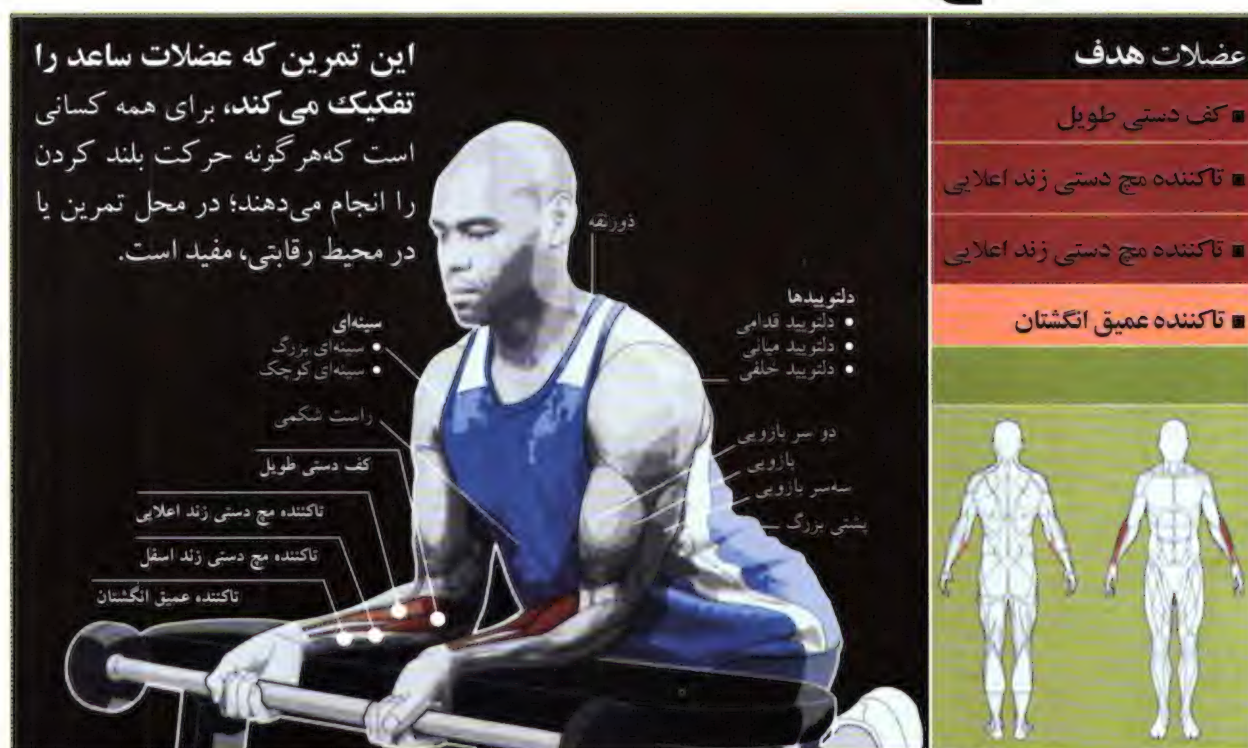 عضلات هدف
کف دستی طویل
تاکننده مچ دستی زند اعلایی
تاکننده مچ دستی زند اعلایی
تاکننده عمیق انگشتان
این تمرین که عضلات ساعد را
تفکیک می‌کند، برای همه کسانی
است که‌هر گونه حرکت بلند کردن
را انجام می‌دهند؛ در محل تمرین یا
در محیط رقابتی، مفید است.
ذوزنقه
دلتوییدها
• دلتویید قدامی
• دلتویید میانی
• دلتویید خلفی
دو سر بازویی
بازویی
سه‌سر بازویی
پشتی بزرگ
سینه‌ای
• سینه‌ای بزرگ
• سینه‌ای کوچک
راست شکمی
کف دستی طویل
تاکننده مچ دستی زند اعلایی
تاکننده مچ دستی زند اسفل
تاکننده عمیق انگشتان